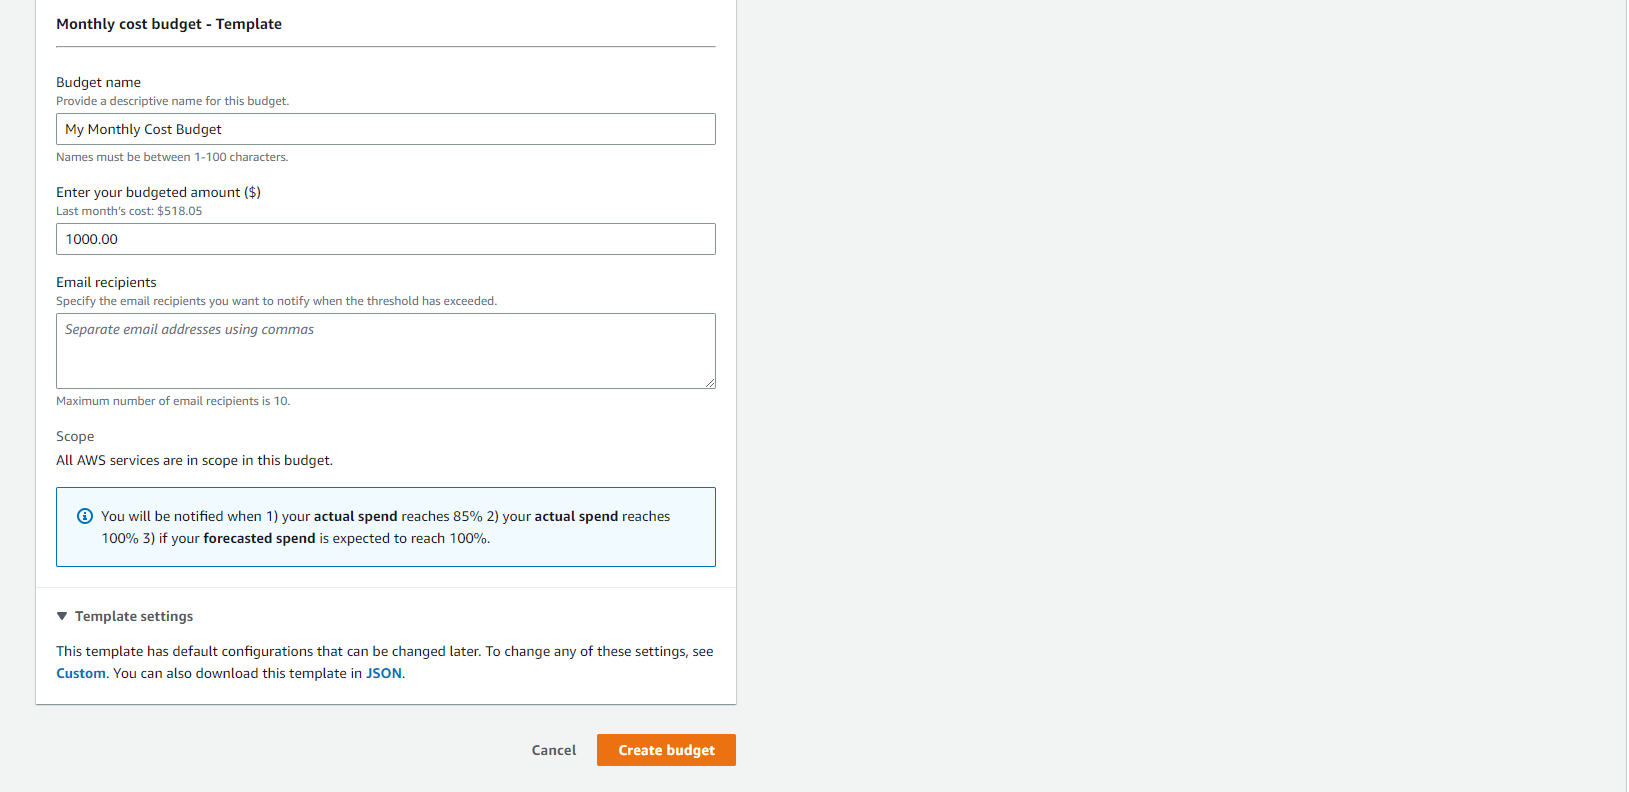 Monthly cost budget - Template
Budget name
Provide a descriptive name for this budget.
My Monthly Cost Budget
Names must be between 1-100 characters.
Enter your budgeted amount ($)
Last month's cost: $518.05
1000.00
Email recipients
Specify the email recipients you want to notify when the threshold has exceeded.
Separate email addresses using commas
Maximum number of email recipients is 10.
Scope
All AWS services are in scope in this budget.
You will be notified when 1) your actual spend reaches 85% 2) your actual spend reaches
100% 3) if your forecasted spend is expected to reach 100%.
Template settings
This template has default configurations that can be changed later. To change any of these settings, see
Custom. You can also download this template in JSON.
Cancel
Create budget